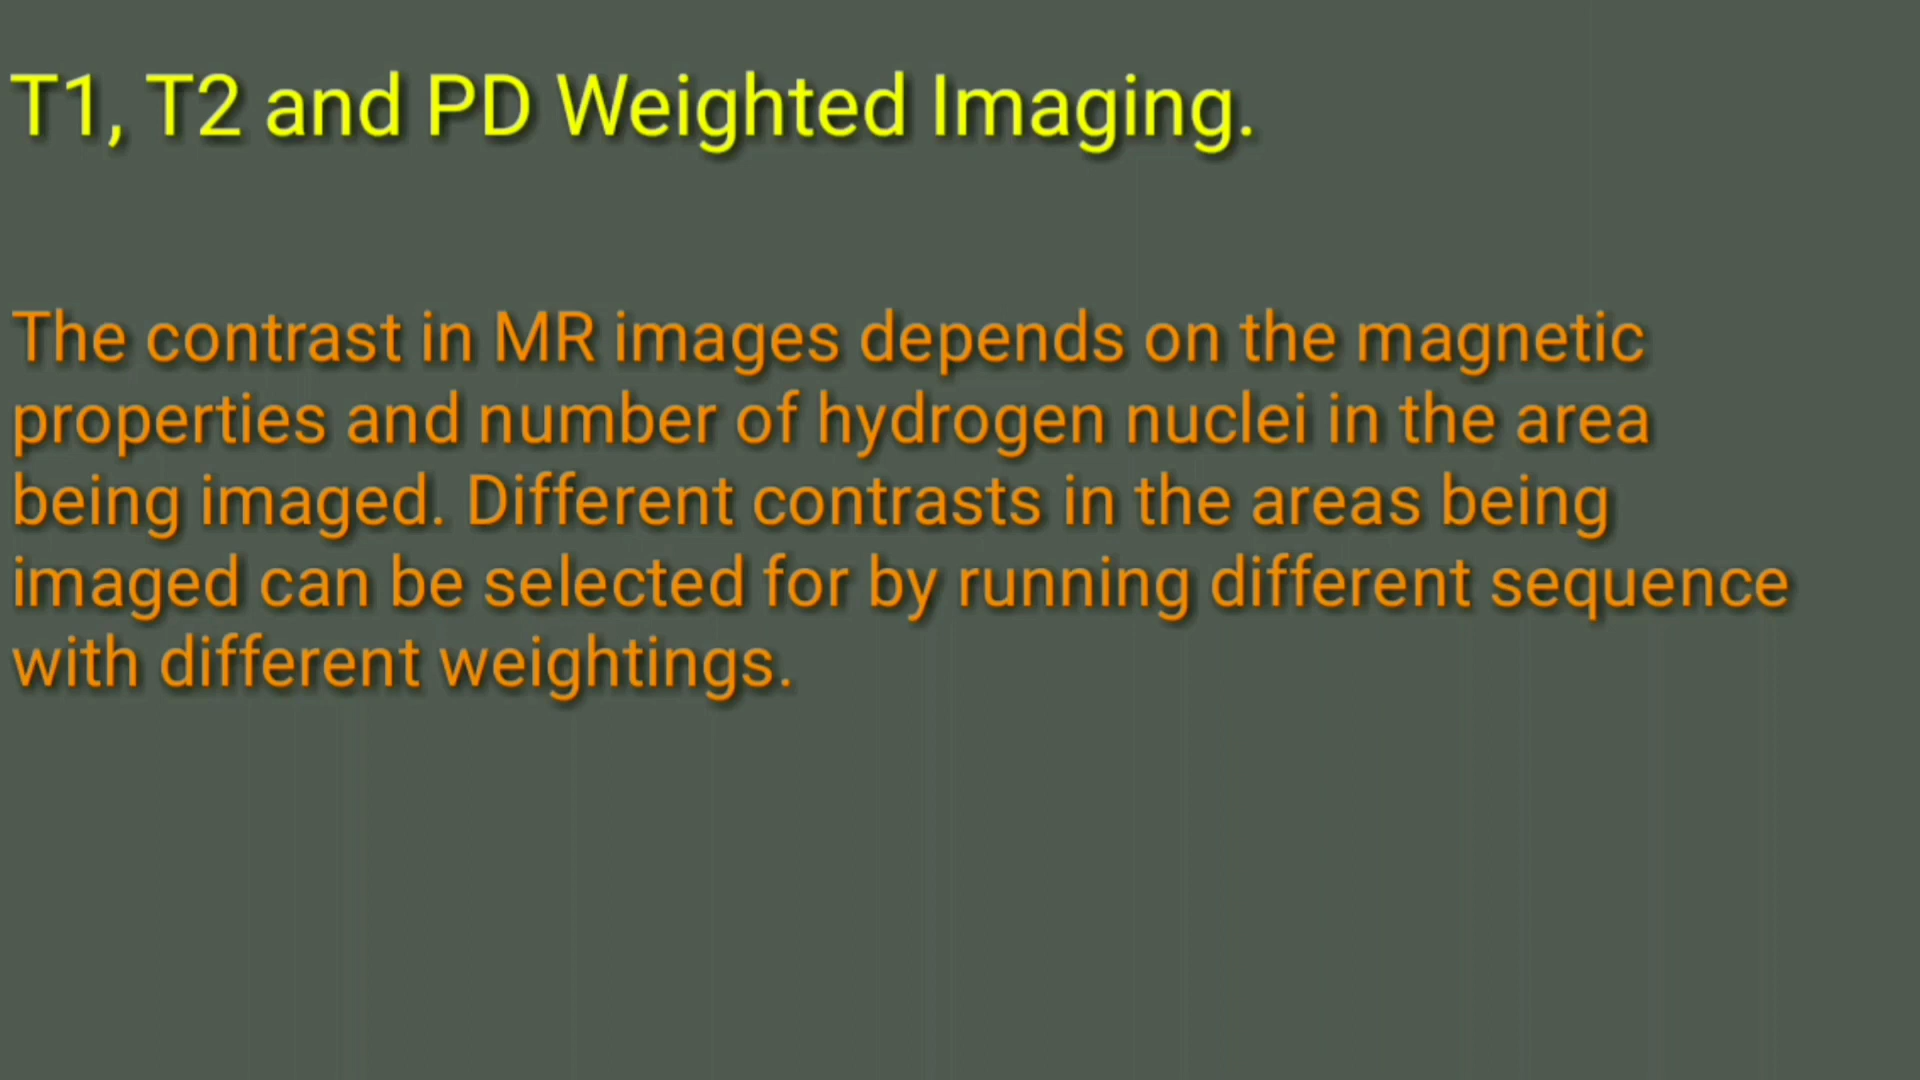 T1, T2 and PD Weighted Imaging.
The contrast in MR images depends on the magnetic
properties and number of hydrogen nuclei in the area
being imaged. Different contrasts in the areas being
imaged can be selected for by running different sequence
with different weightings.